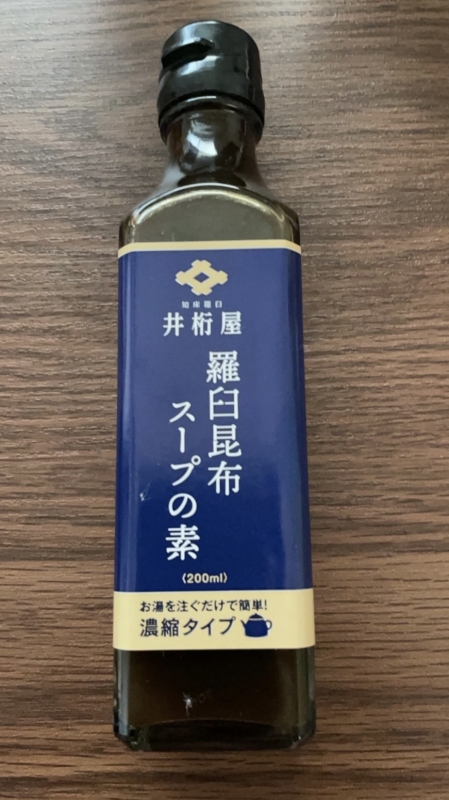 知床羅臼
井桁屋
羅臼昆布
スープの素
(200ml)
お湯を注ぐだけで簡単!
濃縮タイプ